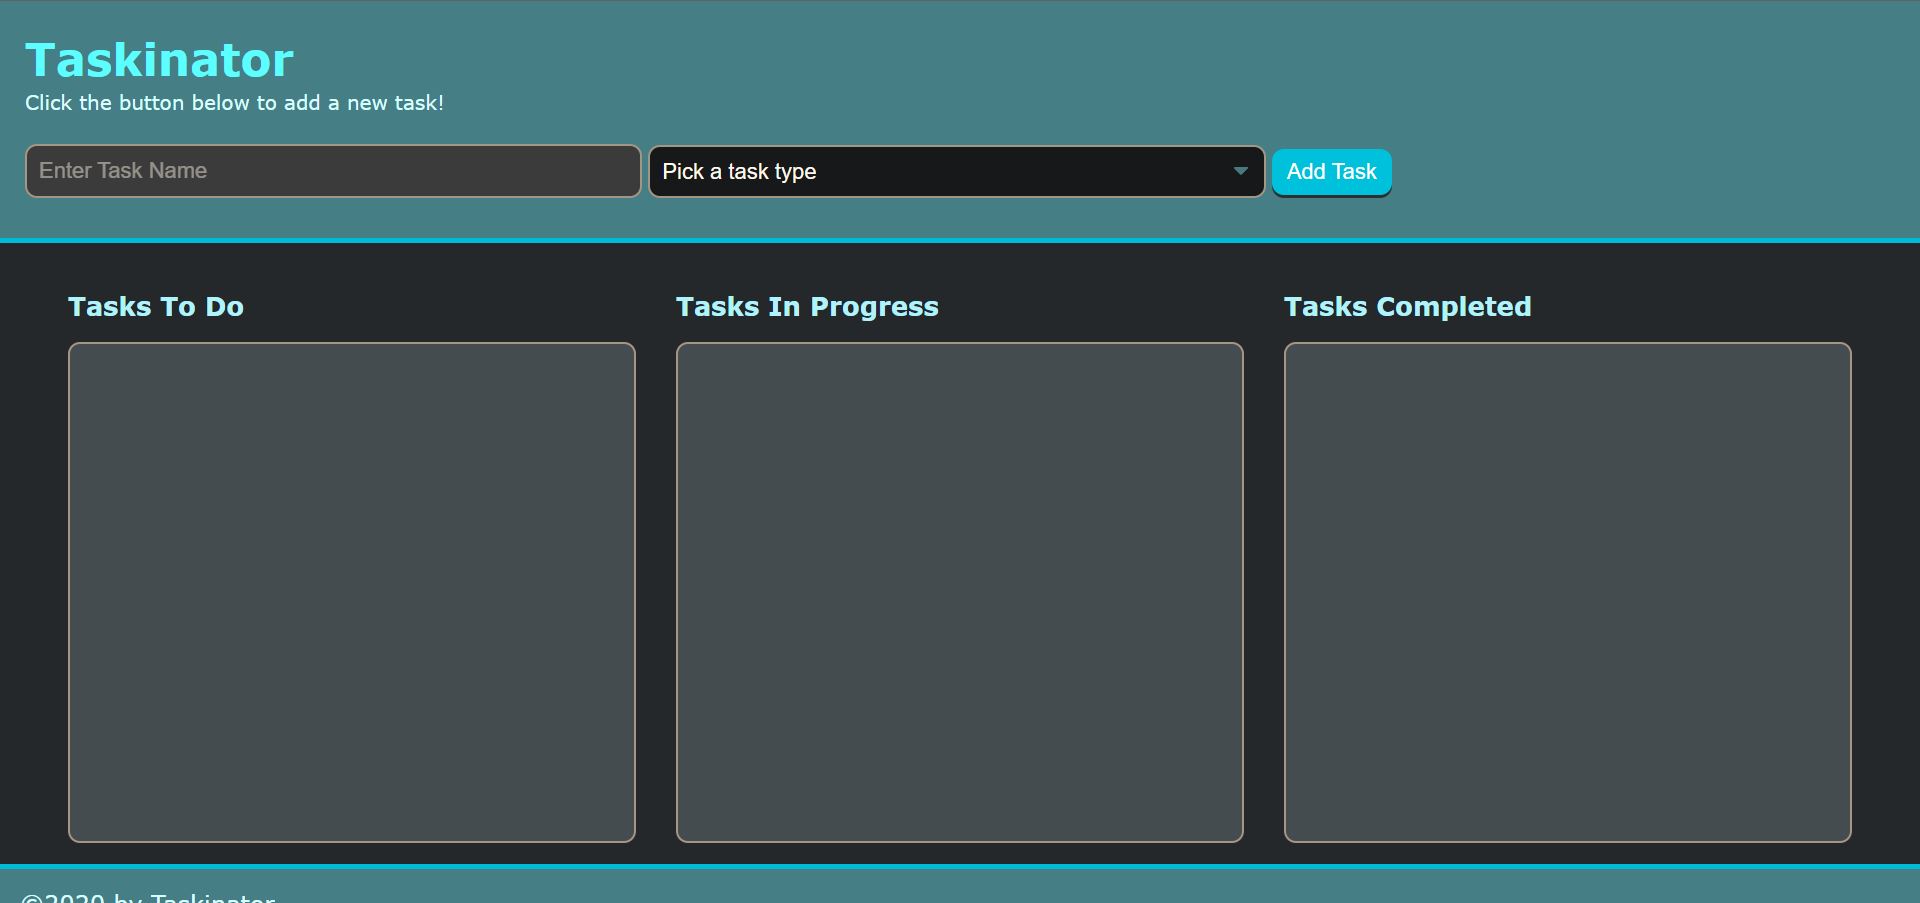 Taskinator
Click the button below to add a new task!
Enter Task Name
Pick a task type
Add Task
Tasks To Do
Tasks In Progress
Tasks Completed
©2020 by Taskinator